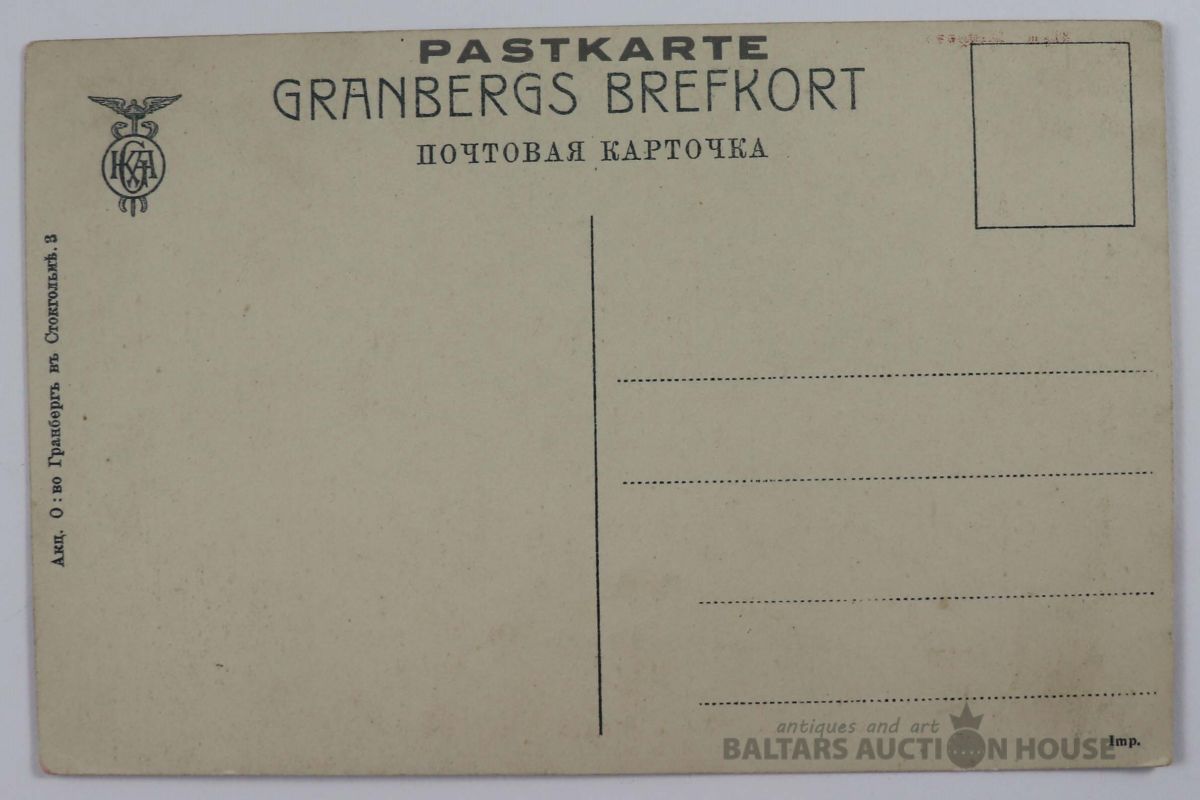 PASTKARTE
GRANBERGS BREFKORT
ПОЧТОВАЯ КАРТОЧКА
Акц. О:во Гранбергъ въ Стокгольмѣ. 3
Imp.
antiques and art
BALTARS AUCTION HOUSE